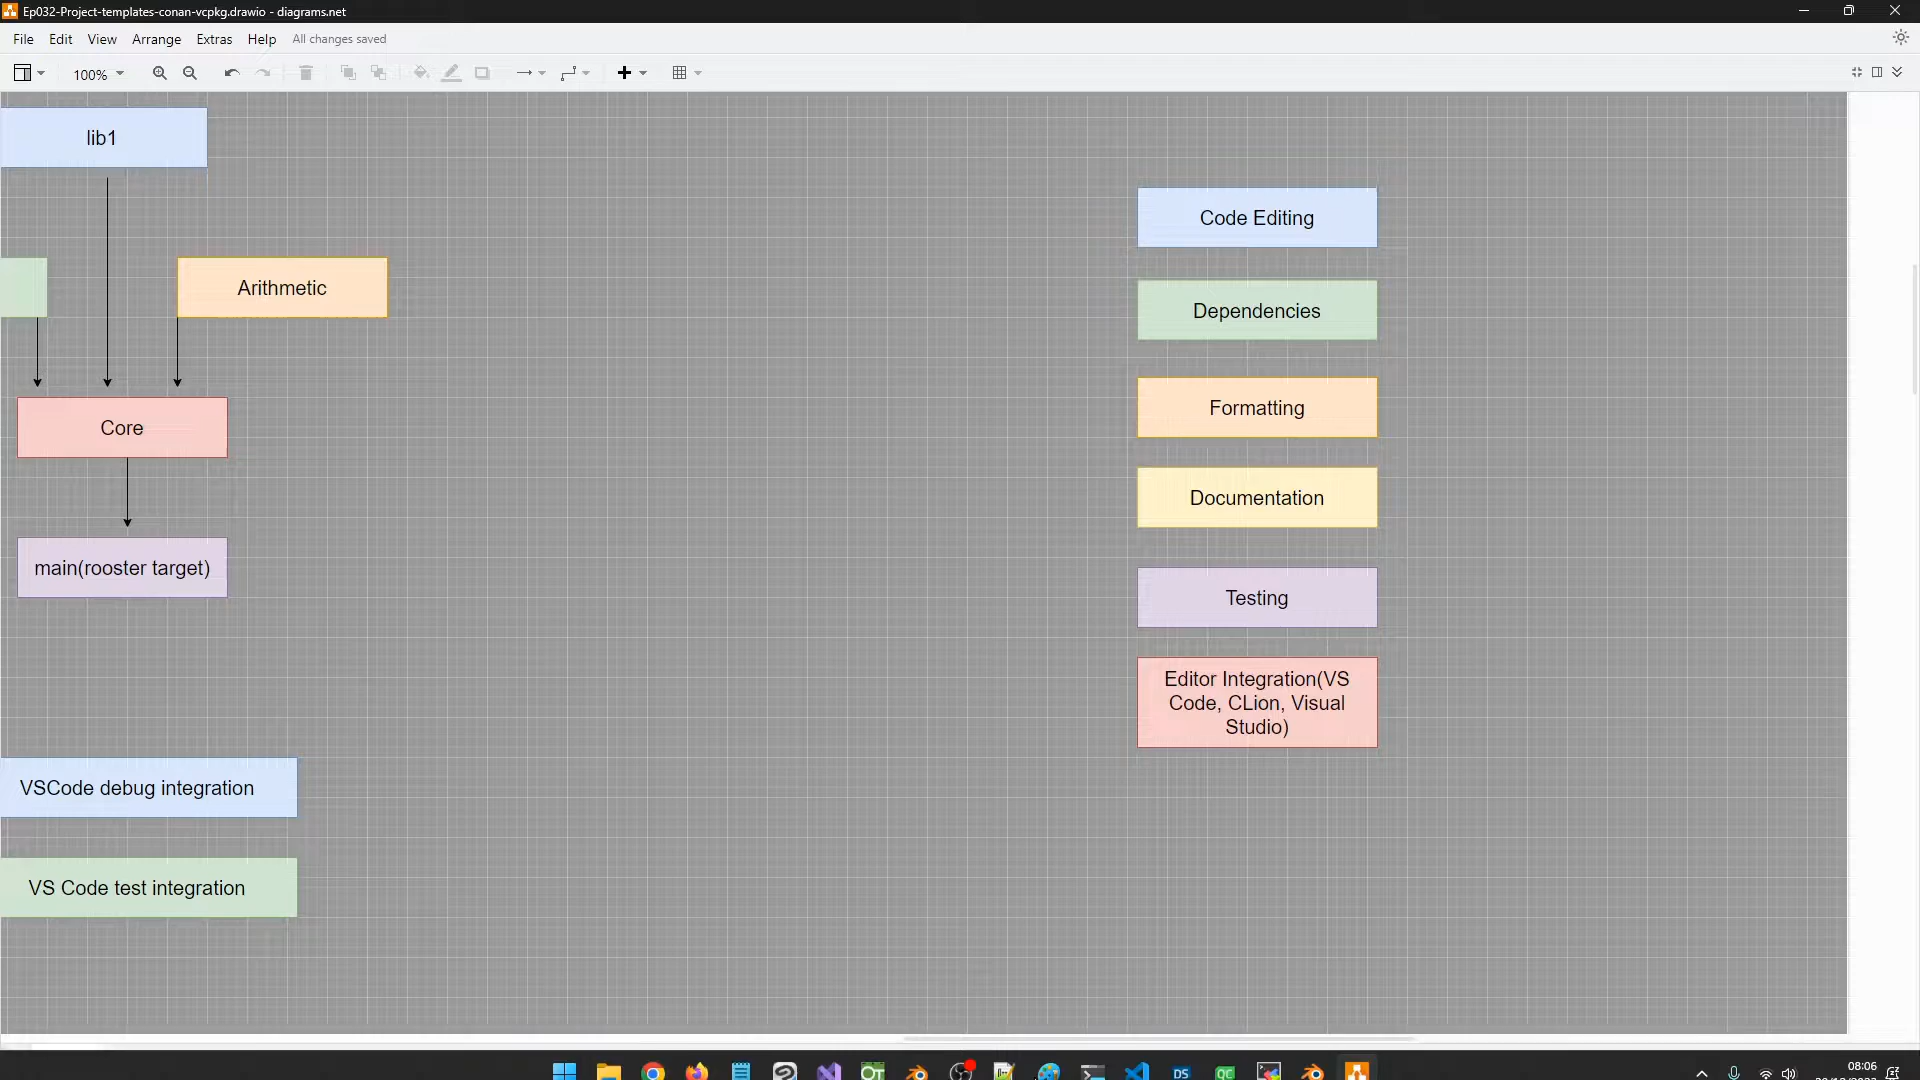 Ep032-Project-templates-conan-vcpkg.drawio - diagrams.net
File Edit View Arrange Extras Help All changes saved
100%
lib1
Arithmetic
Core
main(rooster target)
VSCode debug integration
VS Code test integration
Code Editing
Dependencies
Formatting
Documentation
Testing
Editor Integration(VS
Code, CLion, Visual
Studio)
08:06